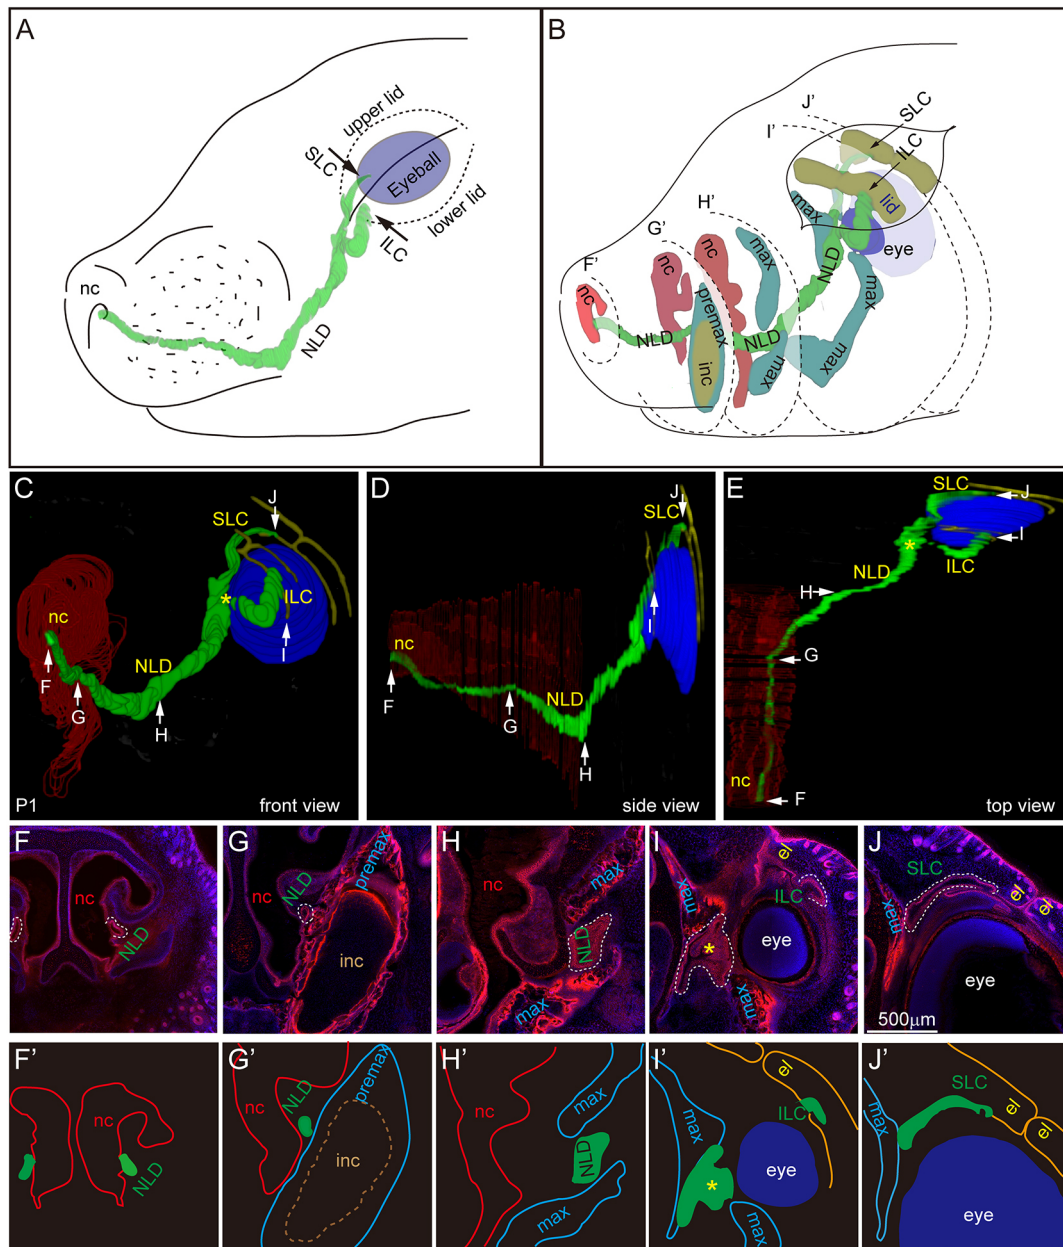 A
upper lid
SLC
Eyeball
lower lid
ILC
nc
NLD
B
J’
SLC
I’
ILC
H’
lid
max
G’
nc
max
eye
F’
nc
premax
NLD
max
nc
NLD
NLD
max
inc
max
C
J
SLC
nc
*
ILC
I
NLD
F
G
H
P1
front view
D
J
SLC
I
nc
NLD
F
G
H
side view
E
SLC
J
*
I
NLD
ILC
H
G
nc
F
top view
F
nc
NLD
G
premax
NLD
nc
inc
H
max
nc
NLD
max
I
el
max
ILC
*
eye
max
J
SLC
el
el
max
eye
500μm
F’
nc
NLD
G’
premax
NLD
nc
inc
H’
nc
max
NLD
max
I’
el
max
ILC
eye
*
max
J’
SLC
max
el
el
eye